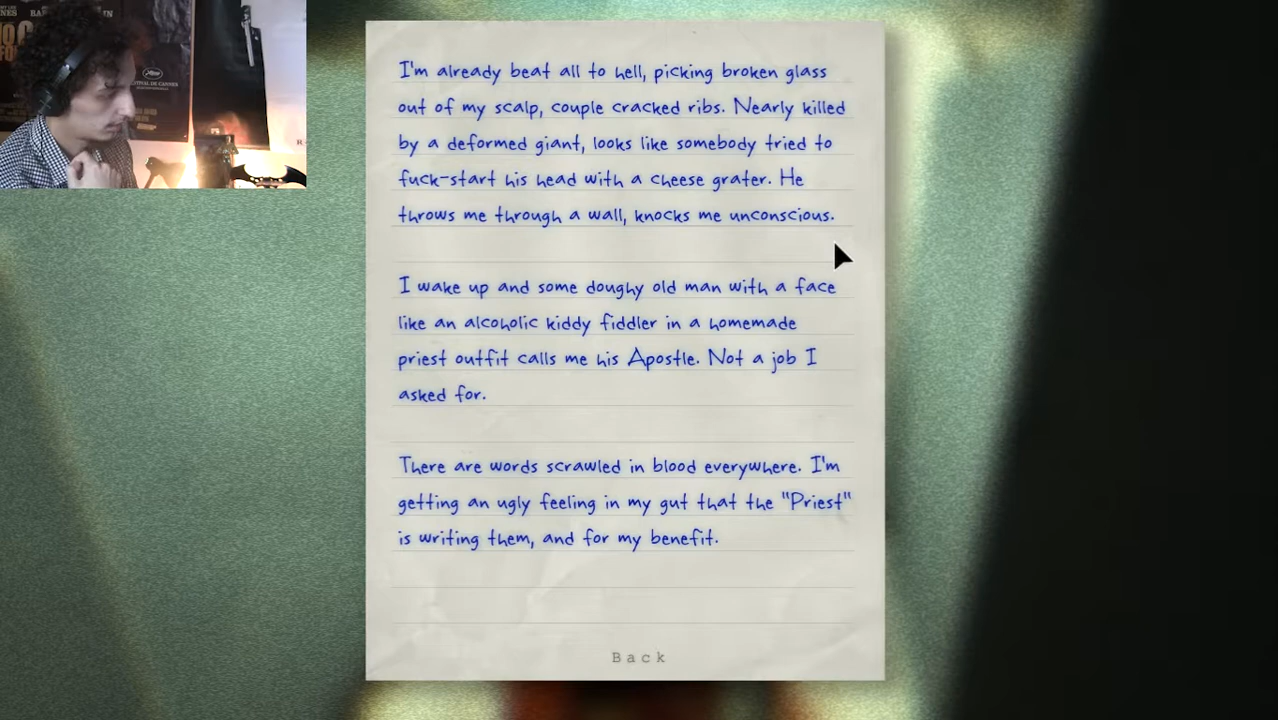 I'm already beat all to hell, picking broken glass
out of my scalp, couple cracked ribs. Nearly killed
by a deformed giant, looks like somebody tried to
fuck-start his head with a cheese grater. He
throws me through a wall, knocks me unconscious.
I wake up and some doughy old man with a face
like an alcoholic kiddy fiddler in a homemade
priest outfit calls me his Apostle. Not a job I
asked for.
There are words scrawled in blood everywhere. I'm
getting an ugly feeling in my gut that the "Priest"
is writing them, and for my benefit.
Back